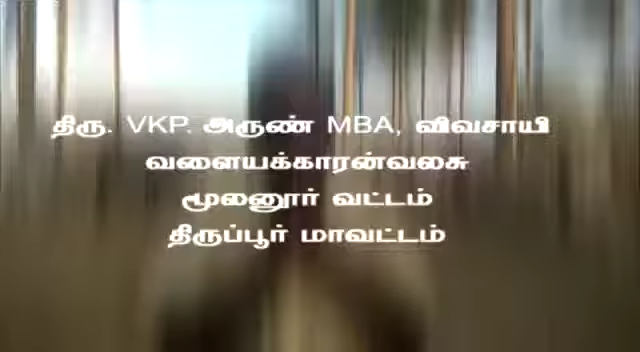 திரு. VKP. அருண் MBA, விவசாயி
வளையக்காரன்வலசு
மூலனூர் வட்டம்
திருப்பூர் மாவட்டம்